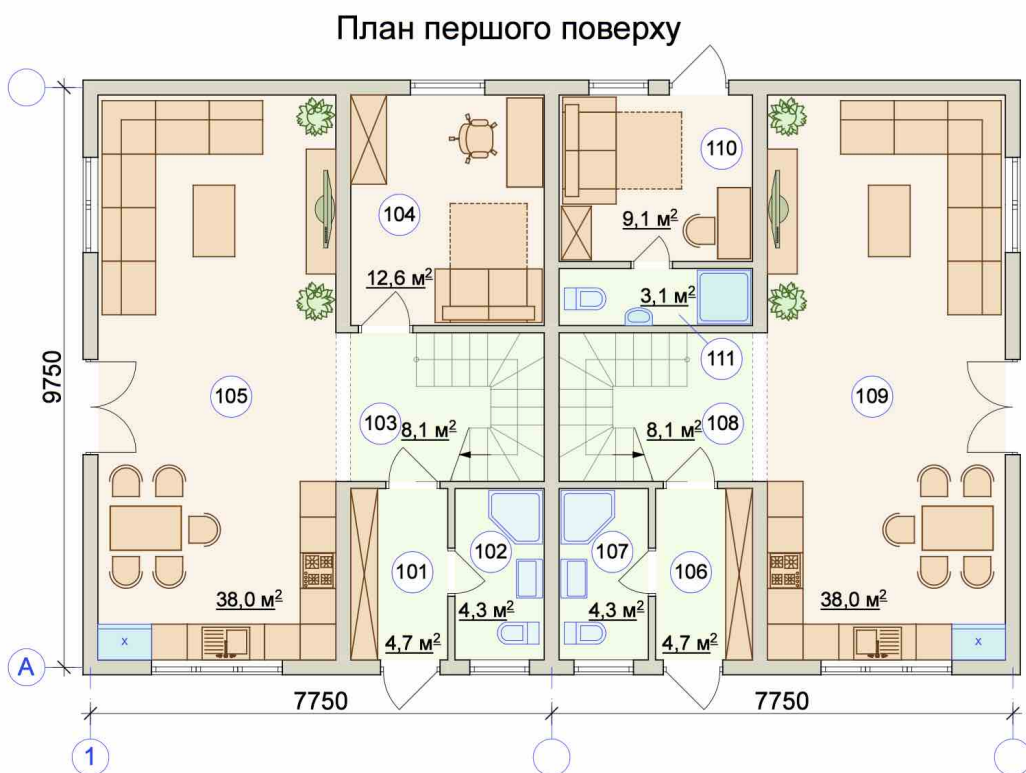 План першого поверху
110
104
9,1 м²
12,6 м²
3,1 м²
111
9750
105
109
103
8,1 м²
8,1 м²
108
102
107
101
106
38,0 м²
4,3 м²
4,3 м²
38,0 м²
4,7 м²
4,7 м²
x
x
A
7750
7750
1